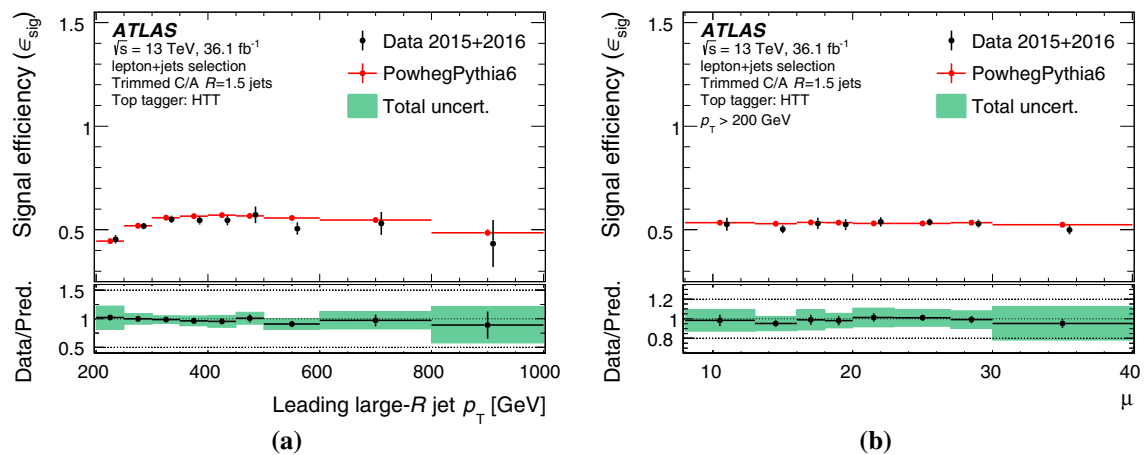 Signal efficiency (ϵsig)
1.5
1
0.5
ATLAS
√s = 13 TeV, 36.1 fb-1
lepton+jets selection
Trimmed C/A R=1.5 jets
Top tagger: HTT
Data 2015+2016
PowhegPythia6
Total uncert.
Data/Pred.
1.5
1
0.5
200 400 600 800 1000
Leading large-R jet pT [GeV]
(a)
Signal efficiency (ϵsig)
1.5
1
0.5
ATLAS
√s = 13 TeV, 36.1 fb-1
lepton+jets selection
Trimmed C/A R=1.5 jets
Top tagger: HTT
pT > 200 GeV
Data 2015+2016
PowhegPythia6
Total uncert.
Data/Pred.
1.2
1
0.8
10 20 30 40
μ
(b)